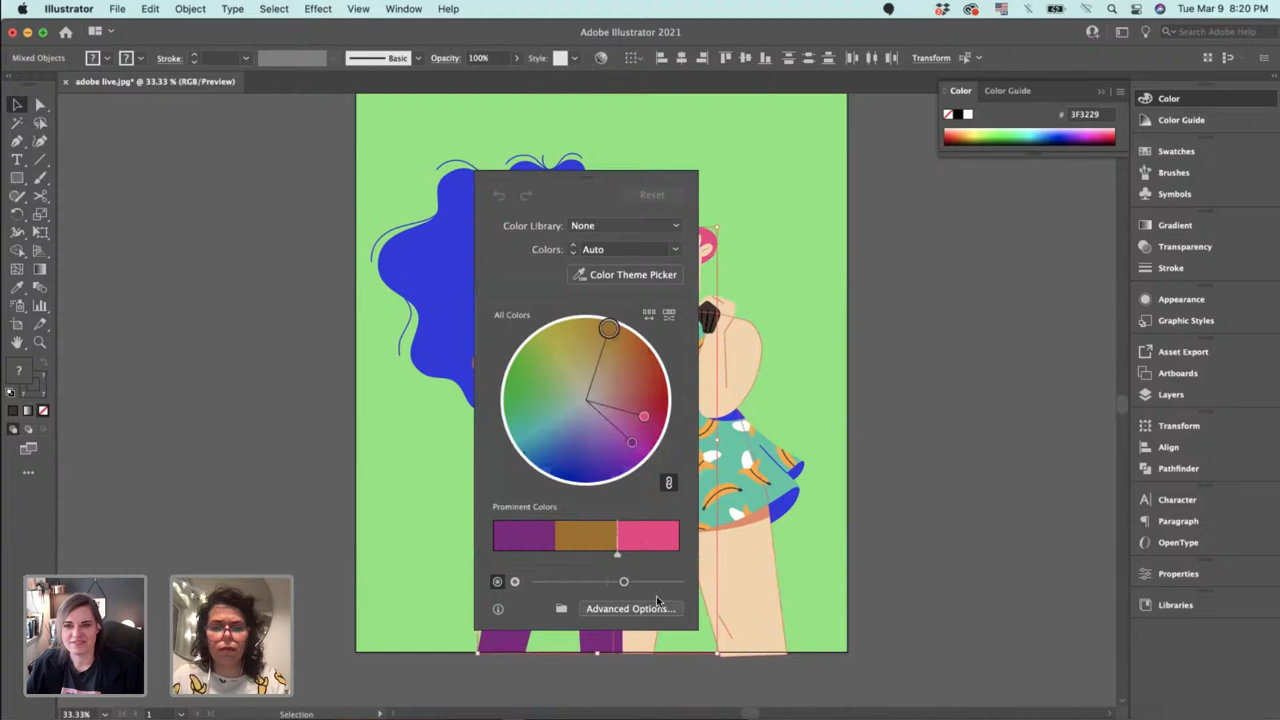 Illustrator File Edit Object Type Select Effect View Window Help
Tue Mar 9 8:20 PM
Adobe Illustrator 2021
Search Adobe Help
Mixed Objects ? ? Stroke: Basic Opacity: 100% Style: Transform
adobe live.jpg* @ 33.33 % (RGB/Preview)
Color Color Guide
# 3F3229
Color
Color Guide
Swatches
Brushes
Symbols
Gradient
Transparency
Stroke
Appearance
Graphic Styles
Asset Export
Artboards
Layers
Transform
Align
Pathfinder
Character
Paragraph
OpenType
Properties
Libraries
Reset
Color Library: None
Colors: Auto
Color Theme Picker
All Colors
Prominent Colors
Advanced Options...
?
33.33% 1 Selection